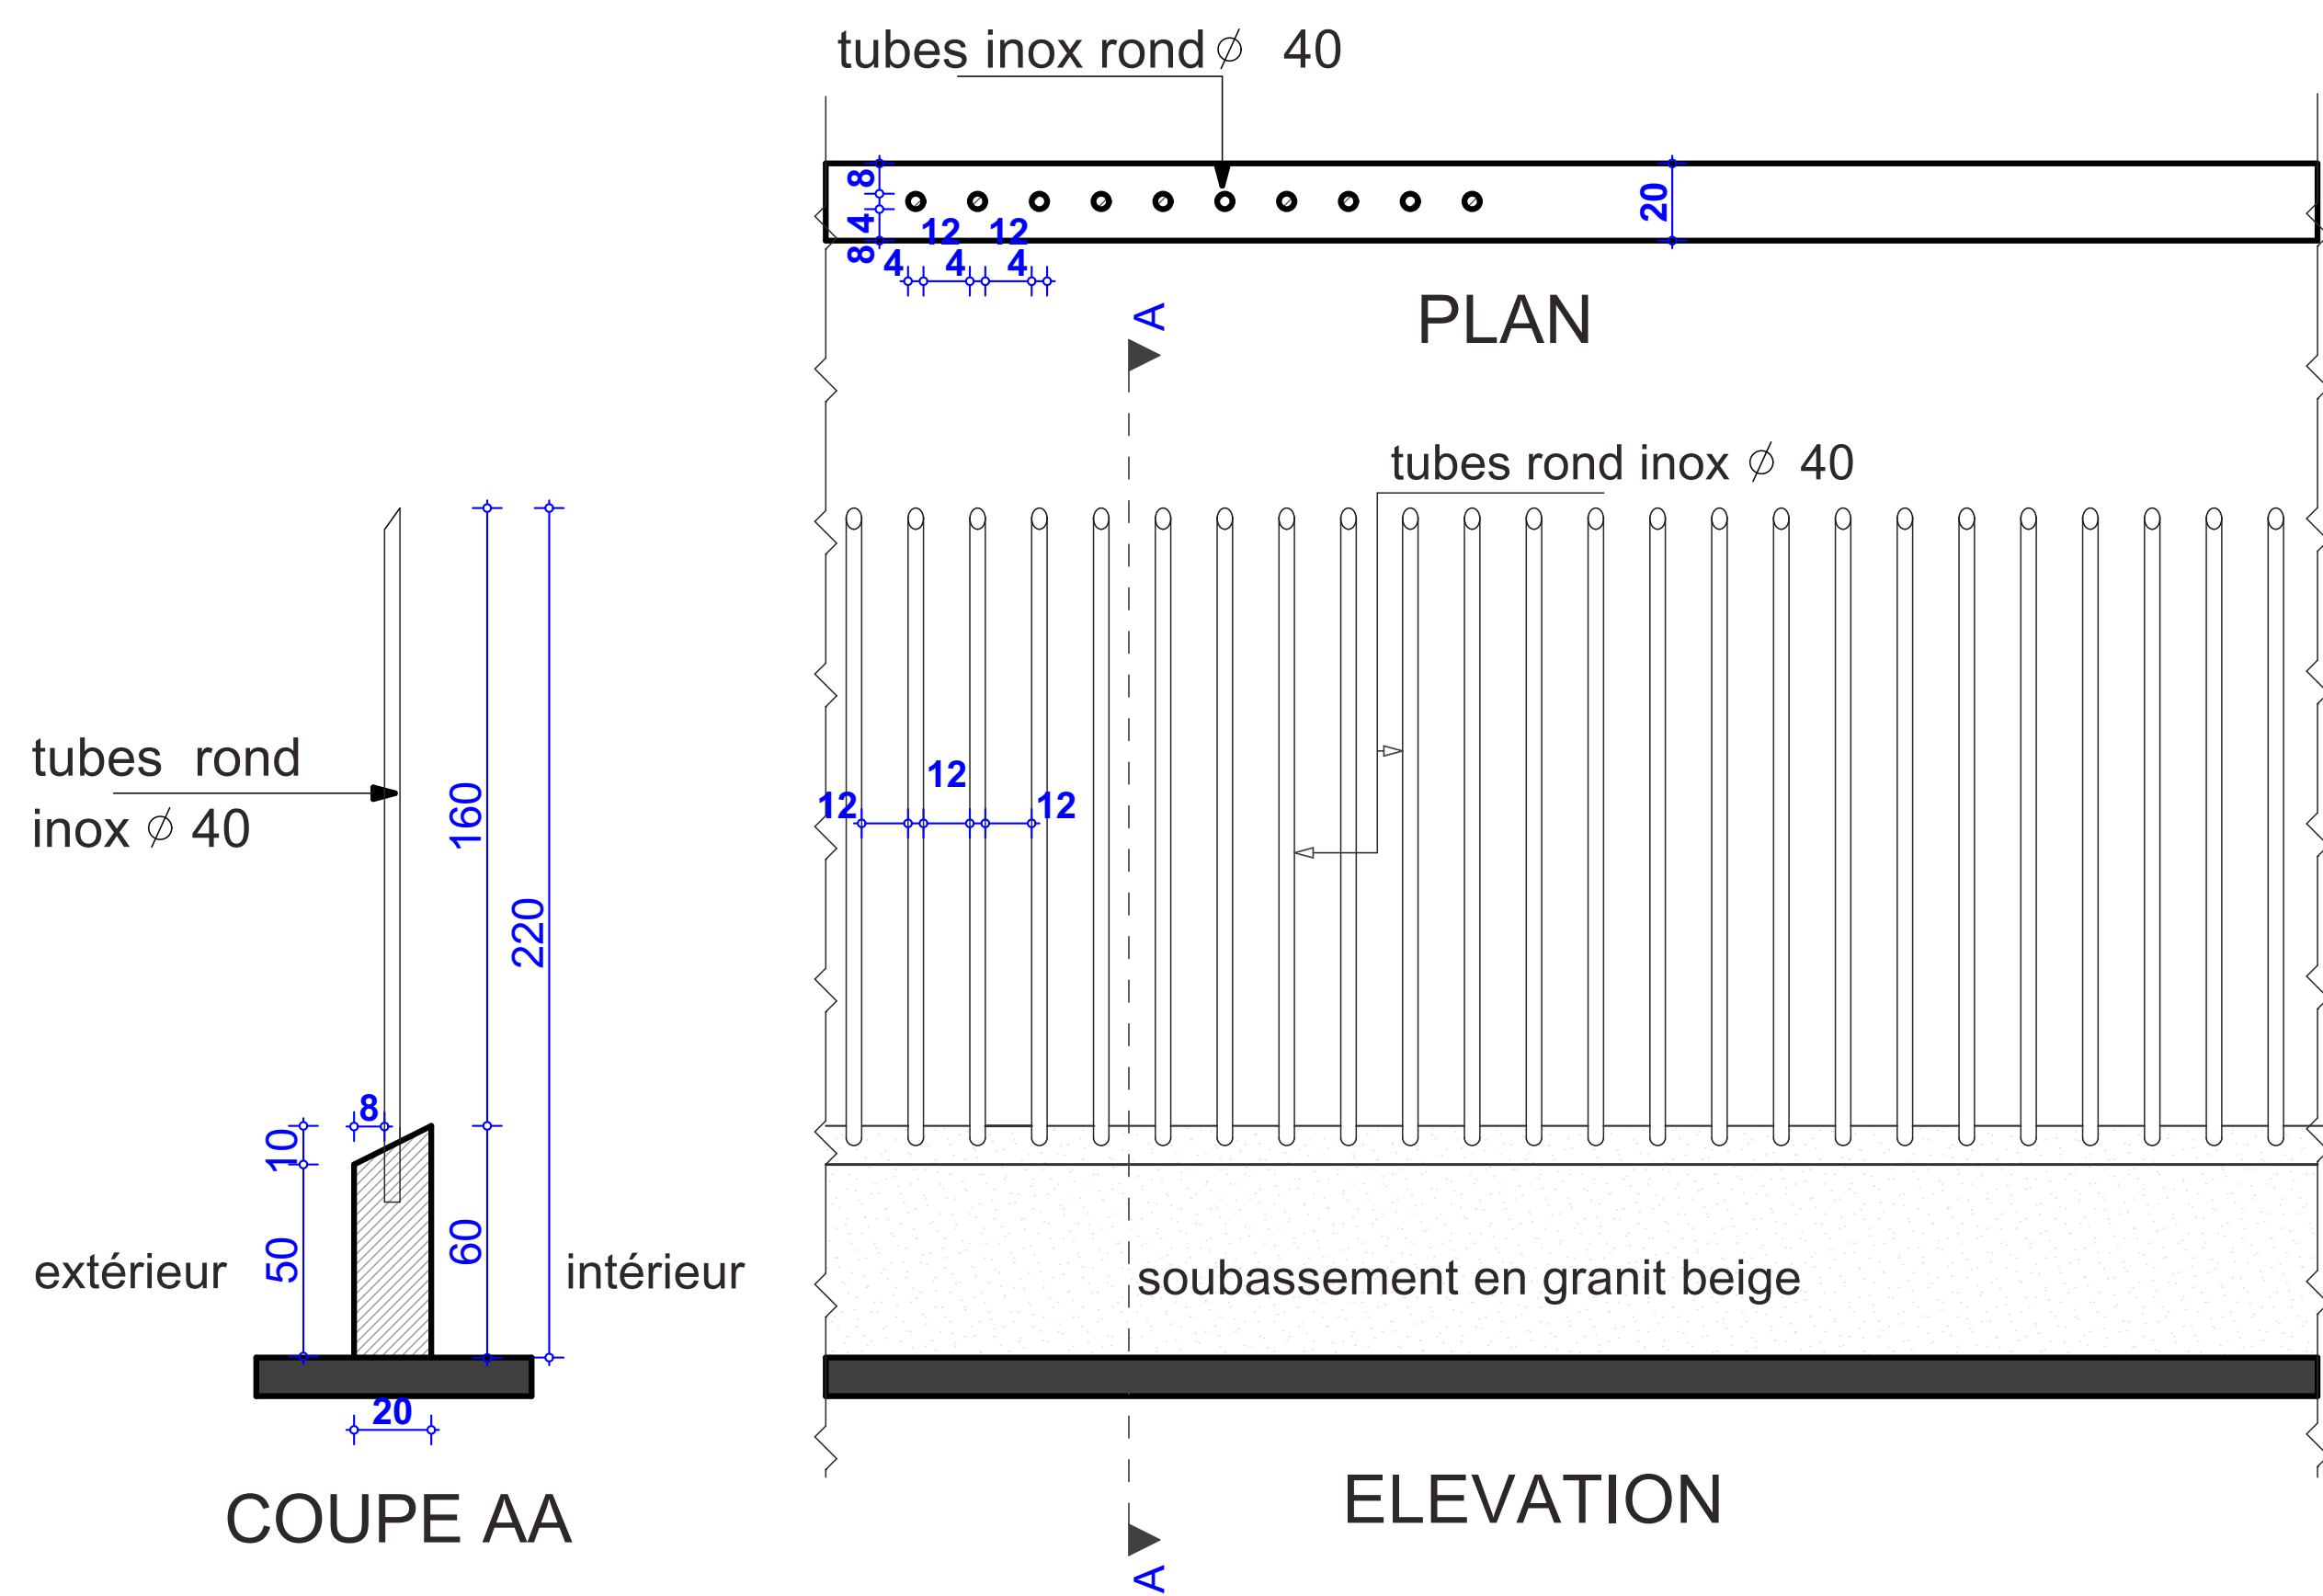 tubes inox rond ⌀ 40
8
4
8
12
12
4
4
4
20
A
PLAN
tubes rond inox ⌀ 40
tubes rond
inox ⌀ 40
160
220
12
12
12
8
10
50
60
extérieur
intérieur
soubassement en granit beige
20
COUPE AA
ELEVATION
A